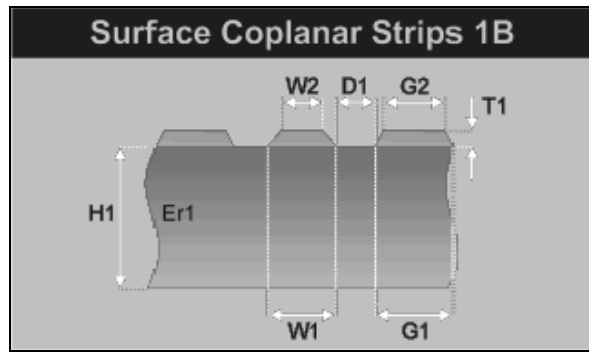 Surface Coplanar Strips 1B
W2 D1 G2
T1
H1 Er1
W1 G1